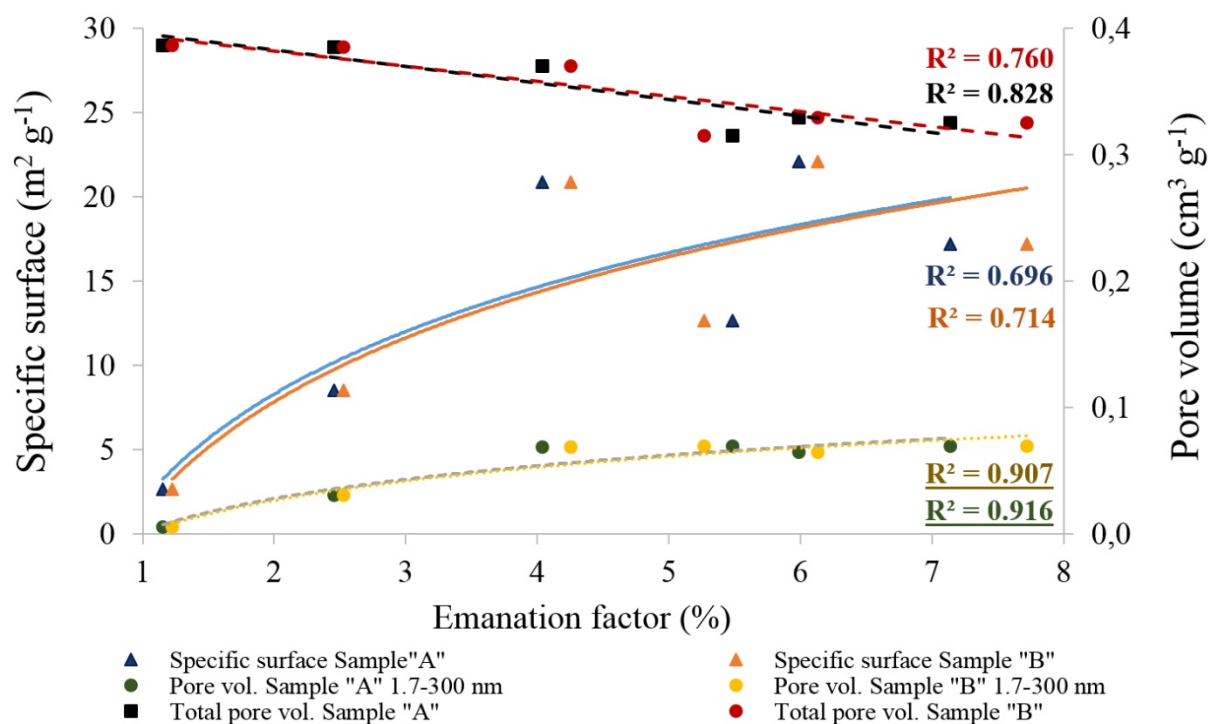 30
25
20
15
10
5
0
Specific surface (m² g⁻¹)
0,4
0,3
0,2
0,1
0,0
Pore volume (cm³ g⁻¹)
R² = 0.760
R² = 0.828
R² = 0.696
R² = 0.714
R² = 0.907
R² = 0.916
1 2 3 4 5 6 7 8
Emanation factor (%)
Specific surface Sample"A"
Specific surface Sample "B"
Pore vol. Sample "A" 1.7-300 nm
Pore vol. Sample "B" 1.7-300 nm
Total pore vol. Sample "A"
Total pore vol. Sample "B"